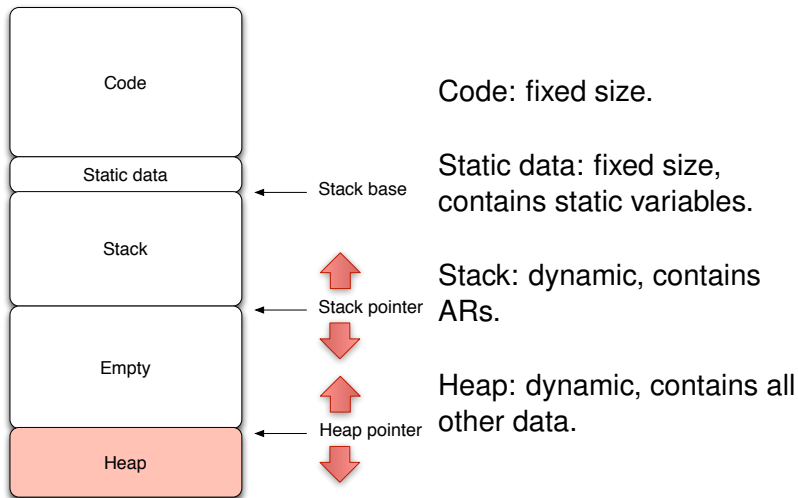 Code
Static data
Stack
Empty
Heap
Stack base
Stack pointer
Heap pointer
Code: fixed size.
Static data: fixed size,
contains static variables.
Stack: dynamic, contains
ARs.
Heap: dynamic, contains all
other data.